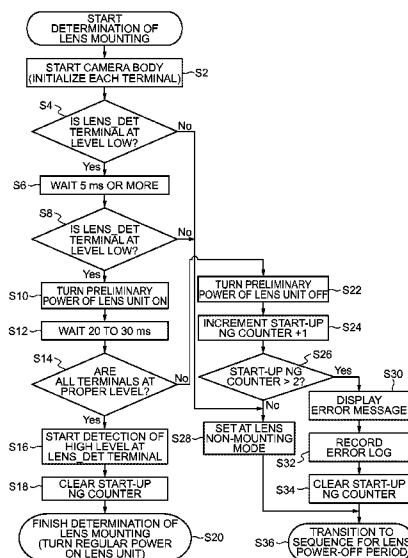 START
DETERMINATION OF
LENS MOUNTING
START CAMERA BODY
(INITIALIZE EACH TERMINAL)
S2
S4
IS LENS_DET
TERMINAL AT
LEVEL LOW?
No
Yes
S6
WAIT 5 ms OR MORE
S8
IS LENS_DET
TERMINAL AT
LEVEL LOW?
No
Yes
S10
TURN PRELIMINARY
POWER OF LENS UNIT ON
S12
WAIT 20 TO 30 ms
S14
ARE
ALL TERMINALS AT
PROPER LEVEL?
No
Yes
S16
START DETECTION OF
HIGH LEVEL AT
LENS_DET TERMINAL
S18
CLEAR START-UP
NG COUNTER
FINISH DETERMINATION OF
LENS MOUNTING
(TURN REGULAR POWER
ON LENS UNIT)
S20
TURN PRELIMINARY
POWER OF LENS UNIT OFF
S22
INCREMENT START-UP
NG COUNTER +1
S24
S26
START-UP NG
COUNTER > 2?
Yes
No
S28
SET AT LENS
NON-MOUNTING
MODE
S30
DISPLAY
ERROR MESSAGE
S32
RECORD
ERROR LOG
S34
CLEAR START-UP
NG COUNTER
S36
TRANSITION TO
SEQUENCE FOR LENS
POWER-OFF PERIOD